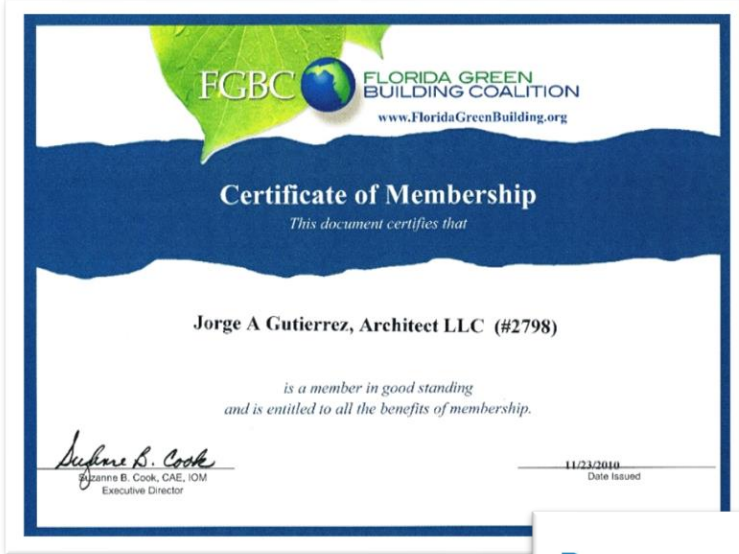 FGBC
FLORIDA GREEN
BUILDING COALITION
www.FloridaGreenBuilding.org
Certificate of Membership
This document certifies that
Jorge A Gutierrez, Architect LLC (#2798)
is a member in good standing
and is entitled to all the benefits of membership.
Suzanne B. Cook
Suzanne B. Cook, CAE, IOM
Executive Director
11/23/2010
Date Issued